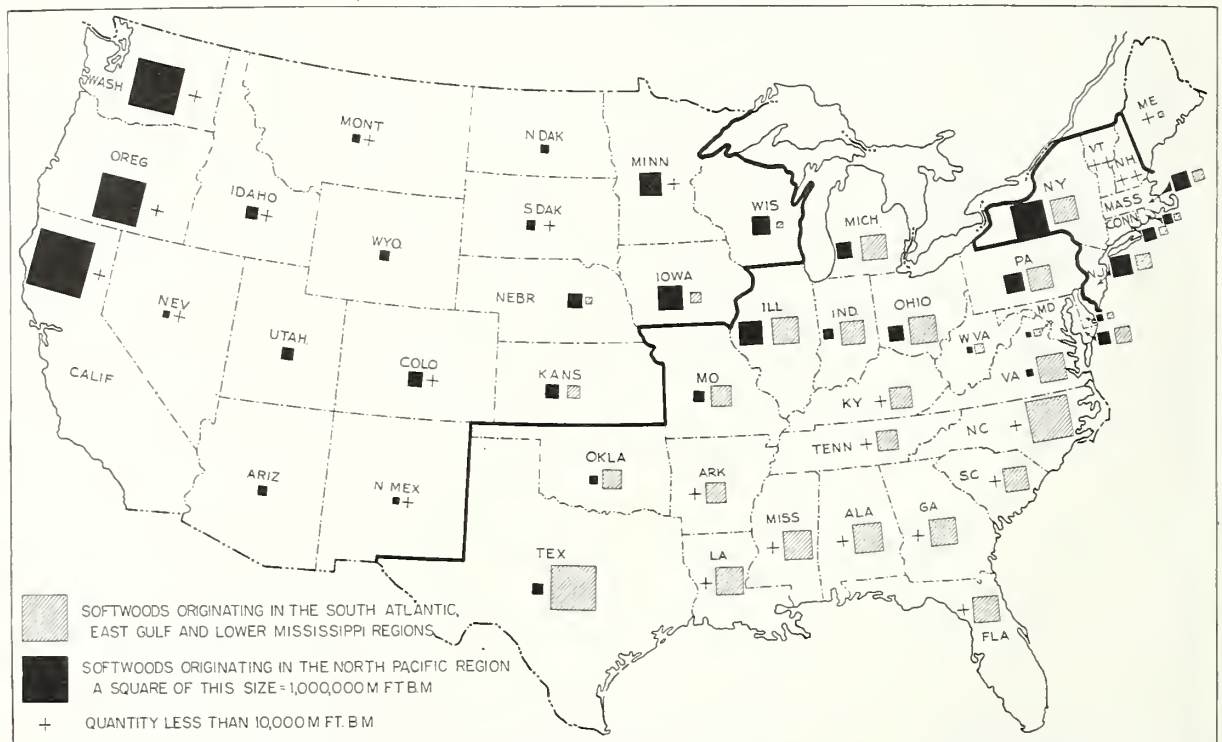 WASH
MONT
N DAK
ME
OREG
MINN
VT
N.H.
IDAHO
S DAK
WIS
MICH
NY
MASS
CONN
WYO.
IOWA
PA
NJ
NEBR
NEV
ILL
IND.
OHIO
MD
UTAH
W VA
COLO
KANS
CALIF
MO
VA
KY
NC
TENN
OKLA
ARIZ
N MEX
ARK
SC
MISS
ALA
GA
TEX
LA
FLA
SOFTWOODS ORIGINATING IN THE SOUTH ATLANTIC,
EAST GULF AND LOWER MISSISSIPPI REGIONS
SOFTWOODS ORIGINATING IN THE NORTH PACIFIC REGION
A SQUARE OF THIS SIZE = 1,000,000 M FT B.M
QUANTITY LESS THAN 10,000 M FT. B M